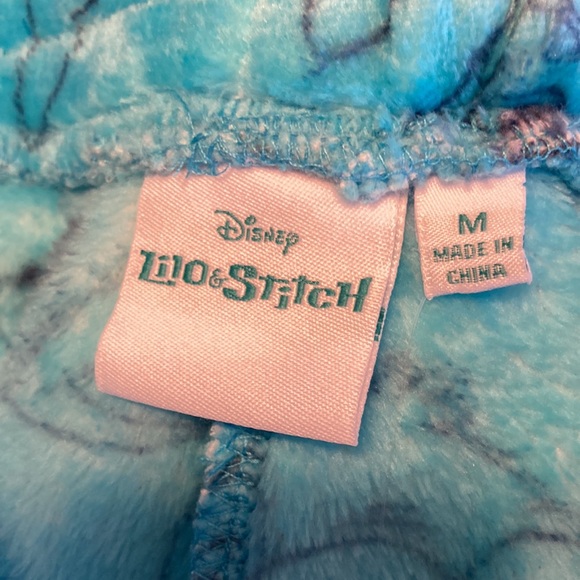 Disney
Lilo & Stitch
M
MADE IN
CHINA